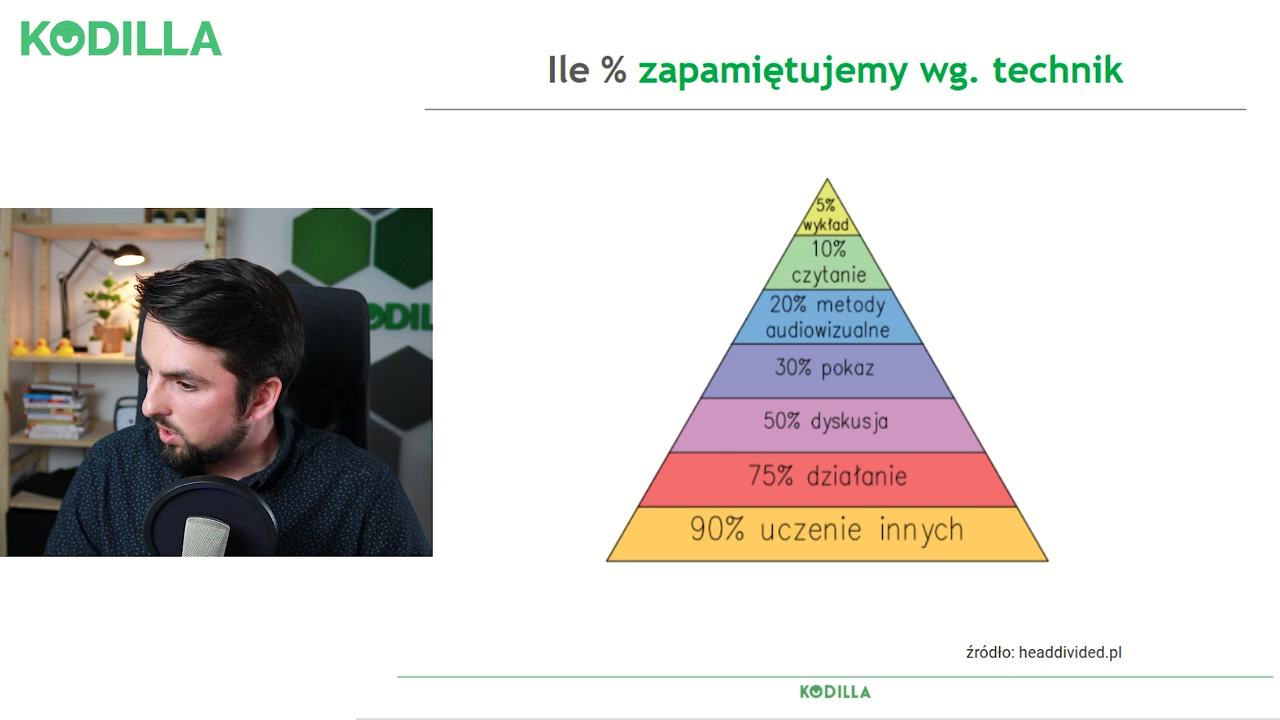 KODILLA
Ile % zapamiętujemy wg. technik
5%
wykład
10%
czytanie
20% metody
audiowizualne
30% pokaz
50% dyskusja
75% działanie
90% uczenie innych
ODIL
źródło: headdivided.pl
KODILLA